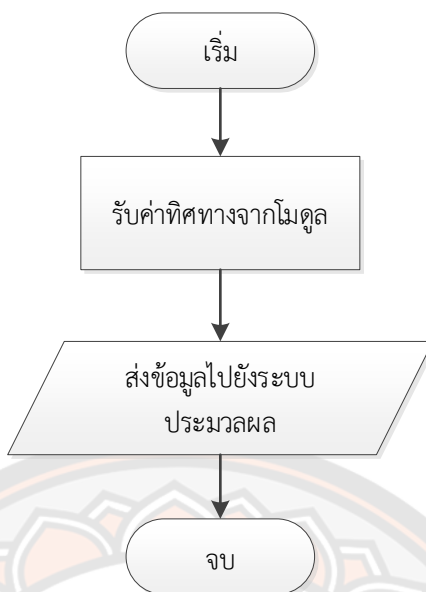 เริ่ม
รับค่าทิศทางจากโมดูล
ส่งข้อมูลไปยังระบบ
ประมวลผล
จบ